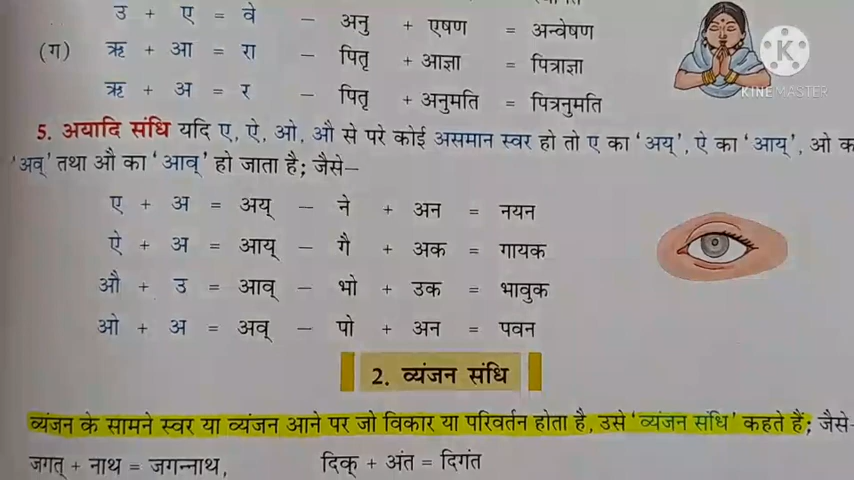 उ + ए = वे – अनु + एषण = अन्वेषण
(ग) ऋ + आ = रा – पितृ + आज्ञा = पित्राज्ञा
ऋ + अ = र – पितृ + अनुमति = पित्रनुमति
K
KINEMASTER
5. अयादि संधि यदि ए, ऐ, ओ, औ से परे कोई असमान स्वर हो तो ए का 'अय्', ऐ का 'आय्', ओ क
'अव्' तथा औ का 'आव्' हो जाता है; जैसे–
ए + अ = अय् – ने + अन = नयन
ऐ + अ = आय् – गै + अक = गायक
औ + उ = आव् – भो + उक = भावुक
ओ + अ = अव् – पो + अन = पवन
2. व्यंजन संधि
व्यंजन के सामने स्वर या व्यंजन आने पर जो विकार या परिवर्तन होता है, उसे 'व्यंजन संधि' कहते हैं; जैसे–
जगत् + नाथ = जगन्नाथ, दिक् + अंत = दिगंत